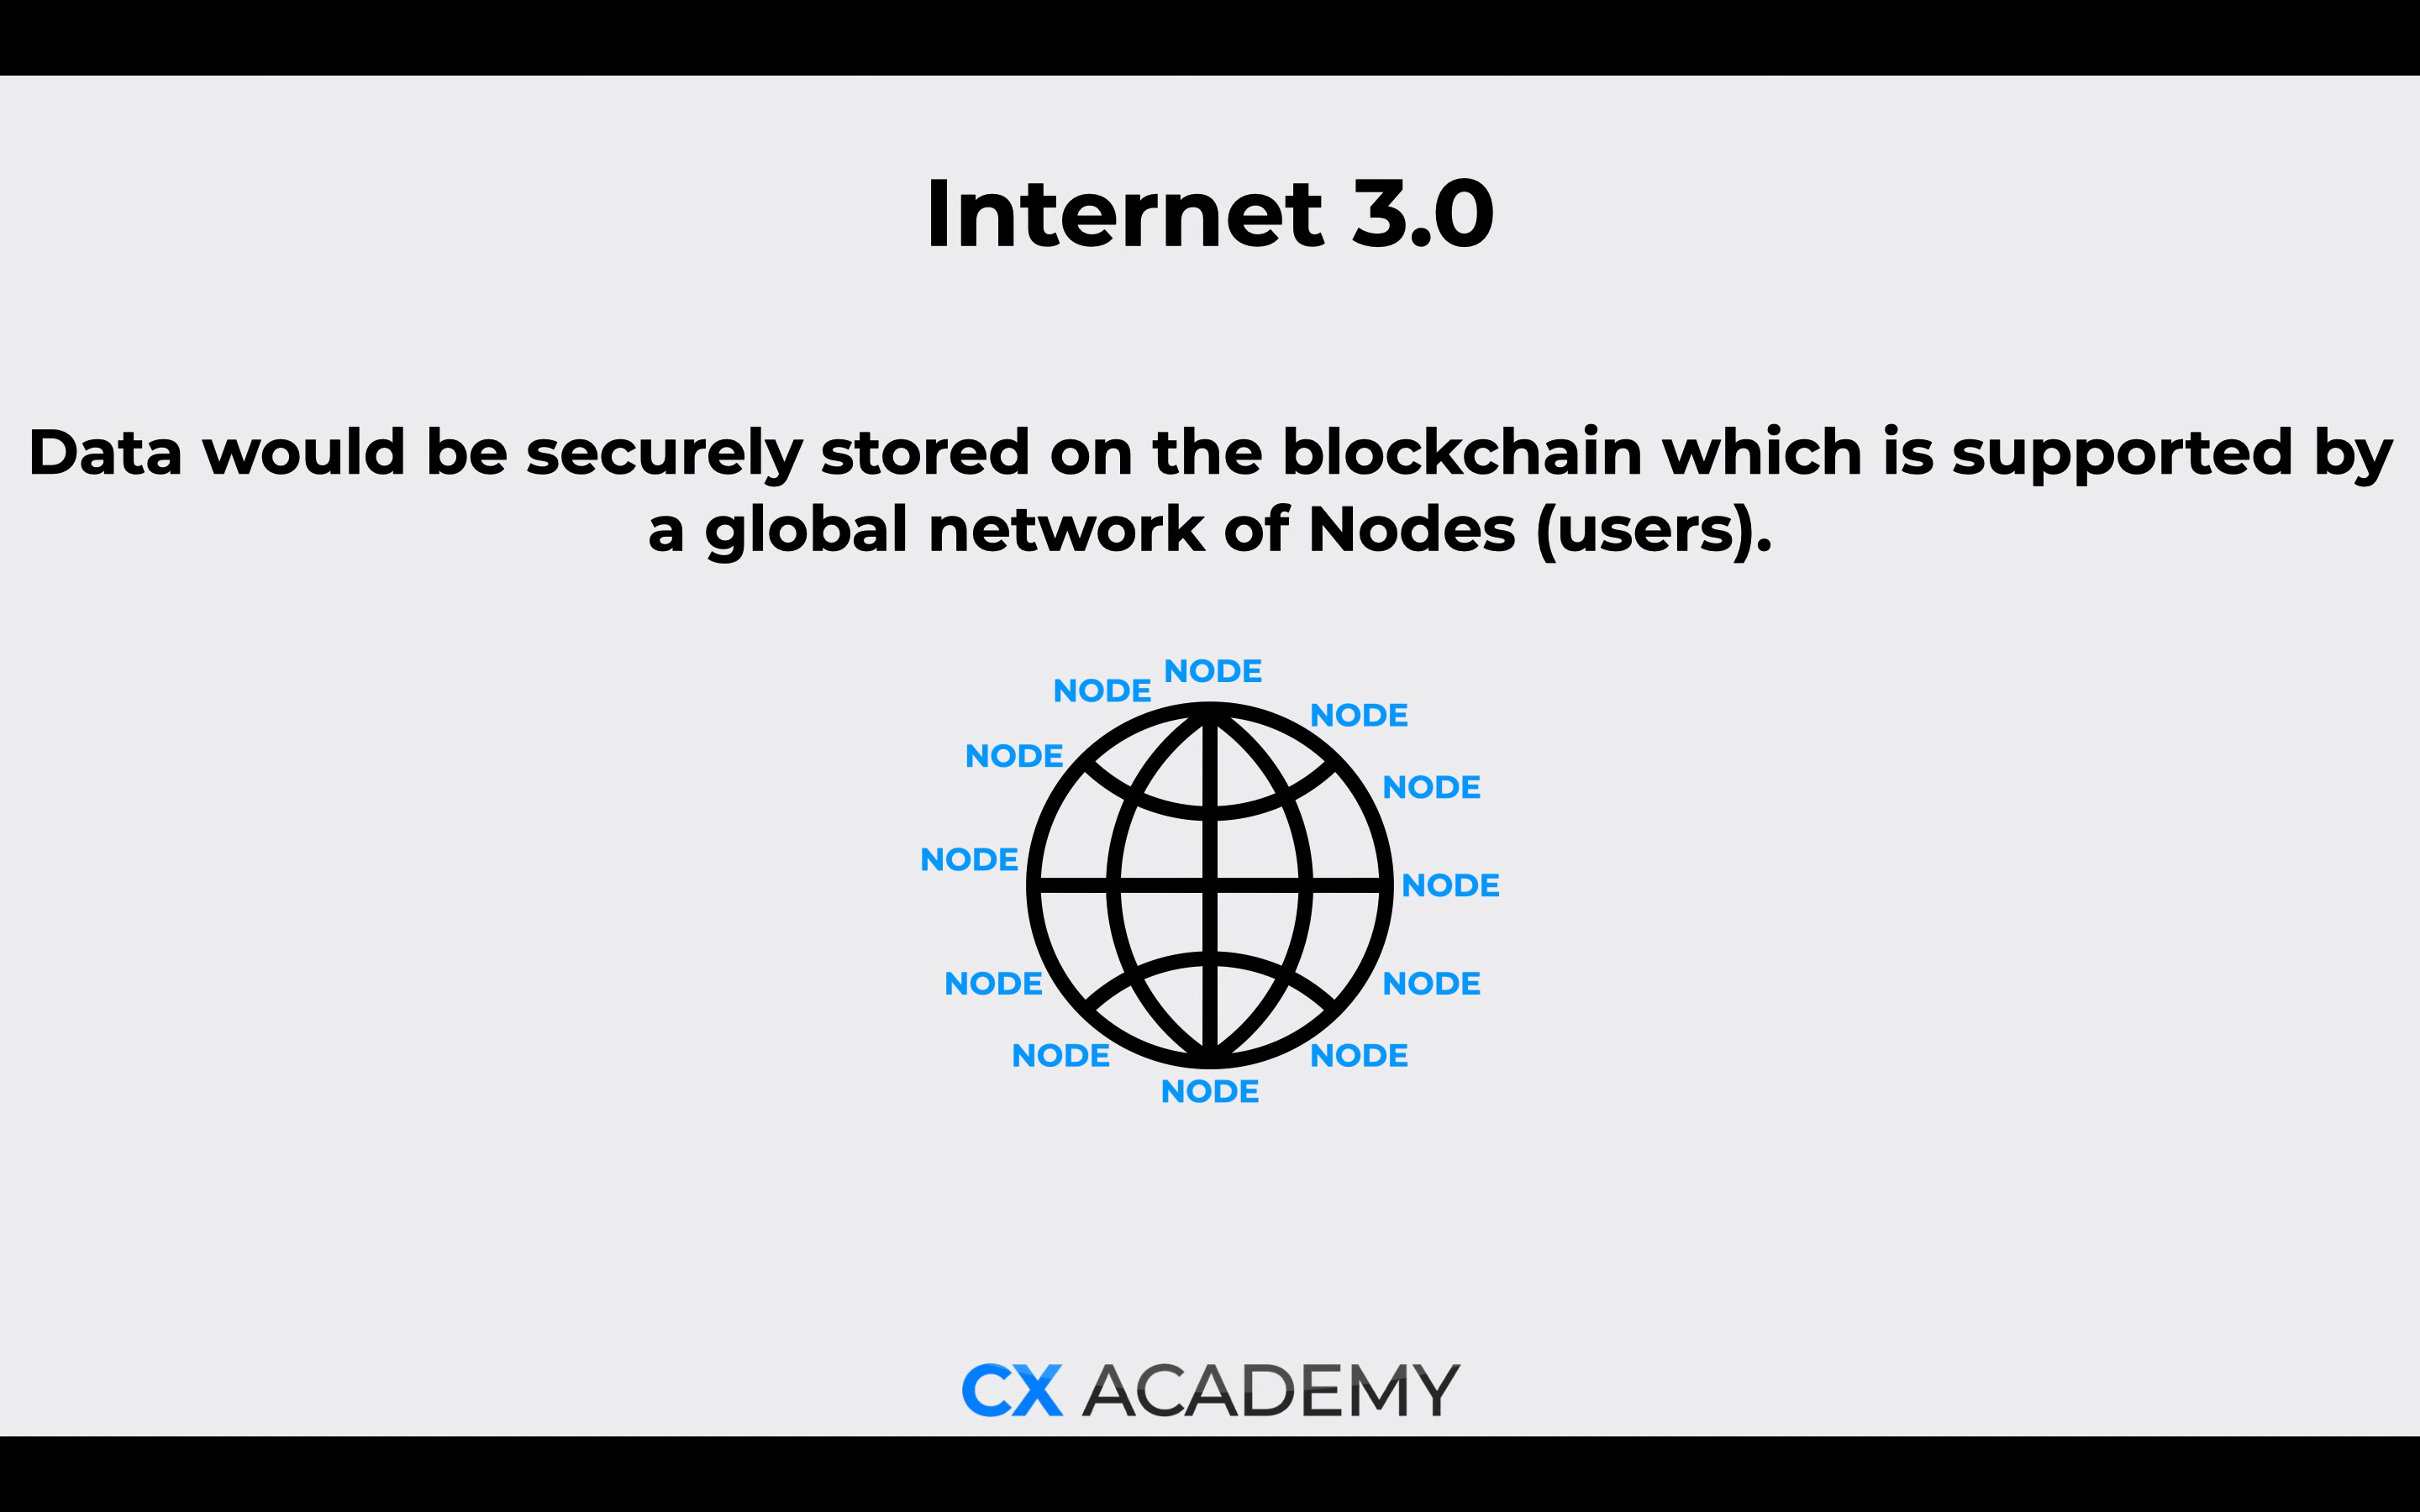 Internet 3.0
Data would be securely stored on the blockchain which is supported by
a global network of Nodes (users).
NODE
NODE
NODE
NODE
NODE
NODE
NODE
NODE
NODE
NODE
NODE
NODE
CX ACADEMY